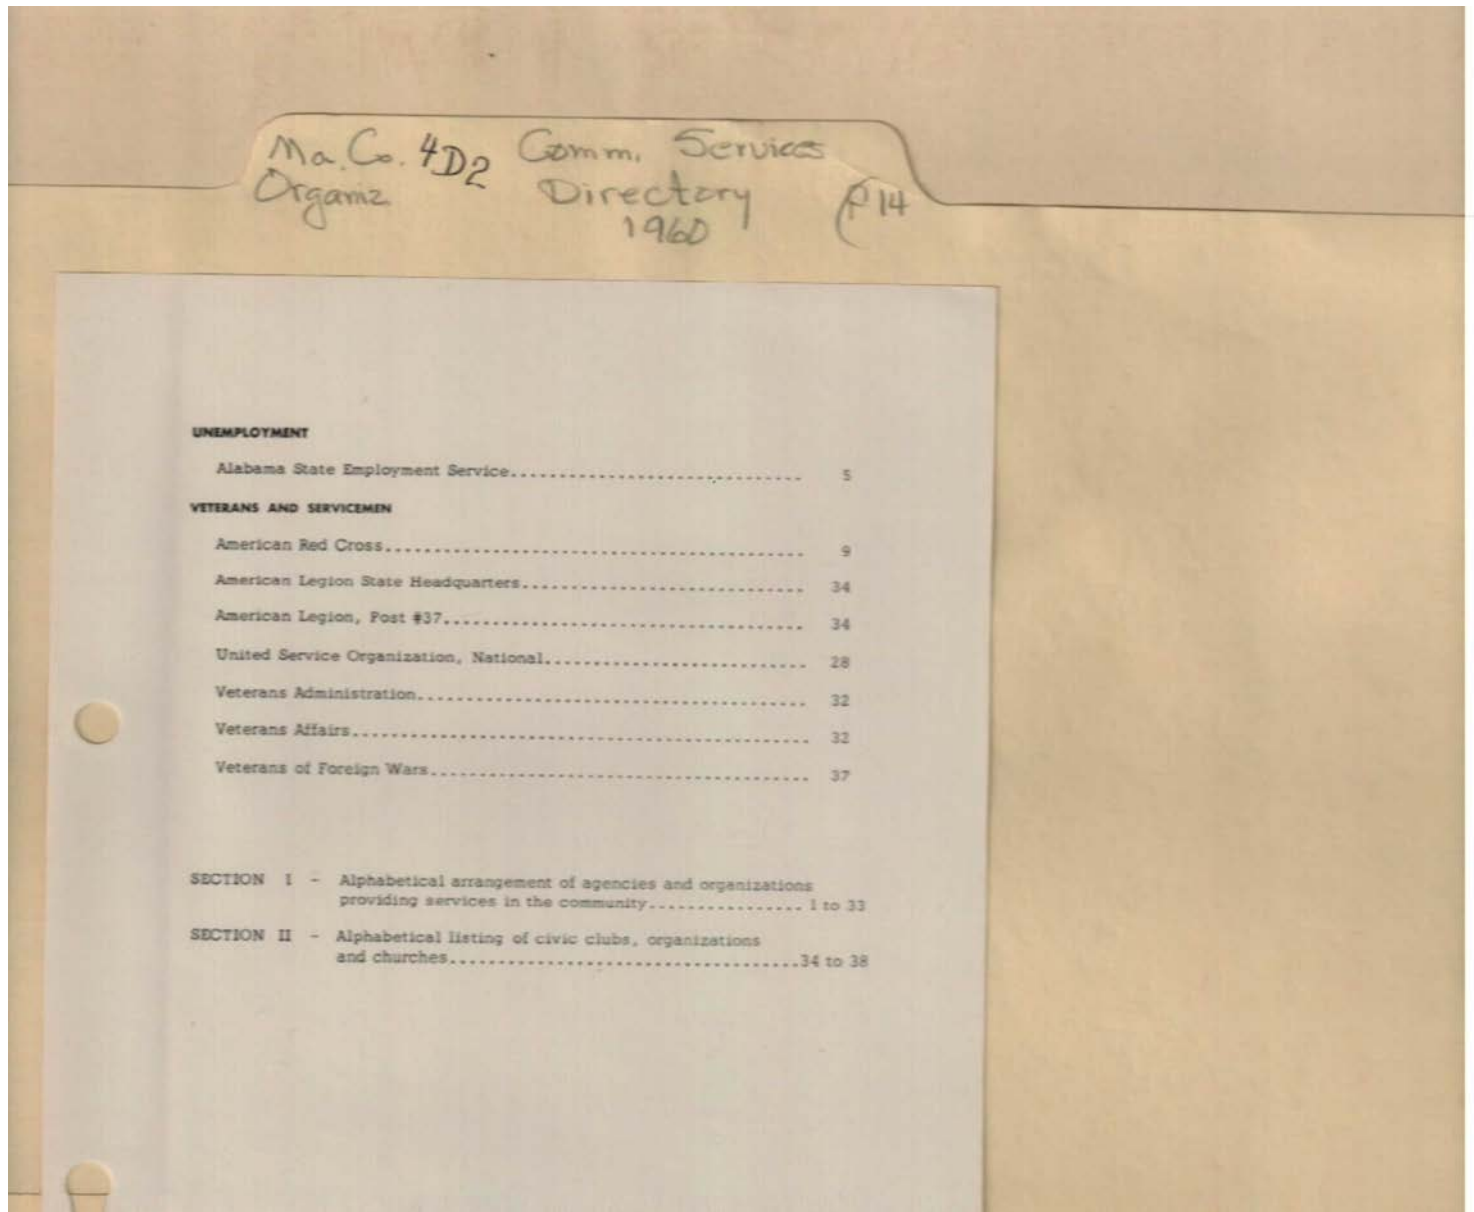 Ma. Co. 4D2 Comm. Services
Organiz Directory (P14
1960
UNEMPLOYMENT
Alabama State Employment Service.............................. 5
VETERANS AND SERVICEMEN
American Red Cross........................................... 9
American Legion State Headquarters............................. 34
American Legion, Post #37..................................... 34
United Service Organization, National........................... 28
Veterans Administration........................................ 32
Veterans Affairs............................................... 32
Veterans of Foreign Wars....................................... 37
SECTION I - Alphabetical arrangement of agencies and organizations
providing services in the community................ 1 to 33
SECTION II - Alphabetical listing of civic clubs, organizations
and churches....................................34 to 38